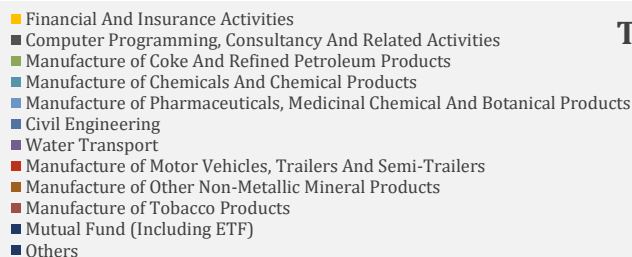 Financial And Insurance Activities
Computer Programming, Consultancy And Related Activities
Manufacture of Coke And Refined Petroleum Products
Manufacture of Chemicals And Chemical Products
Manufacture of Pharmaceuticals, Medicinal Chemical And Botanical Products
Civil Engineering
Water Transport
Manufacture of Motor Vehicles, Trailers And Semi-Trailers
Manufacture of Other Non-Metallic Mineral Products
Manufacture of Tobacco Products
Mutual Fund (Including ETF)
Others
T